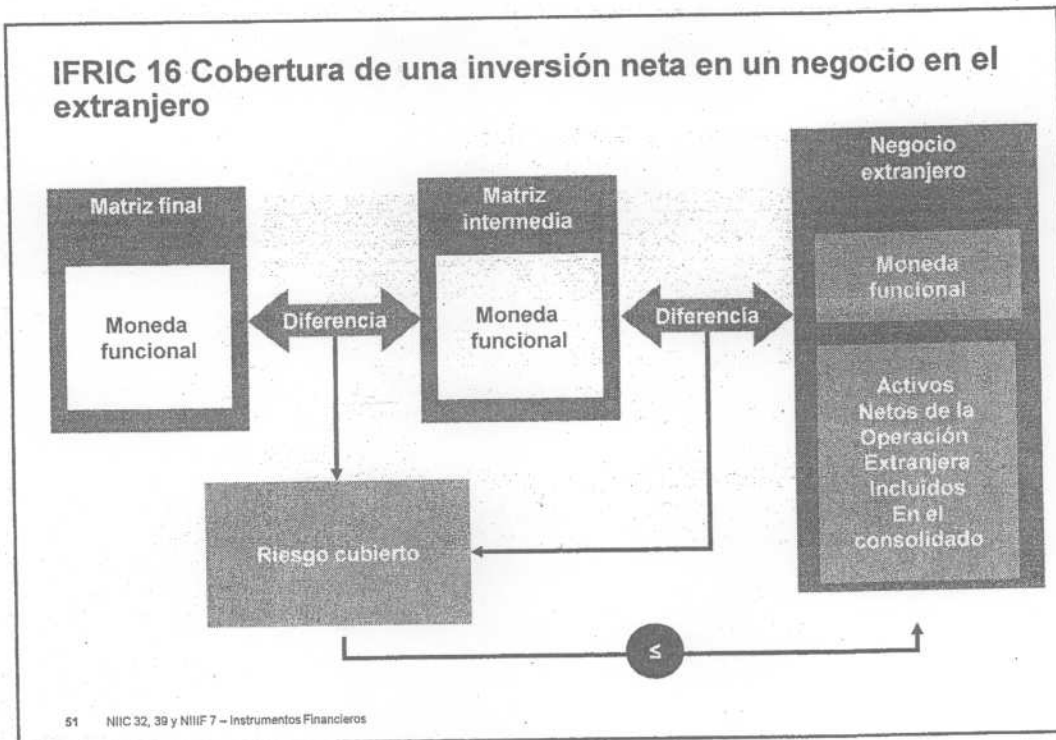 IFRIC 16 Cobertura de una inversión neta en un negocio en el
extranjero
Matriz final
Moneda
funcional
Diferencia
Matriz
intermedia
Moneda
funcional
Diferencia
Negocio
extranjero
Moneda
funcional
Activos
Netos de la
Operación
Extranjera
Incluidos
En el
consolidado
Riesgo cubierto
≤
51 NIIC 32, 39 y NIIIF 7 – Instrumentos Financieros